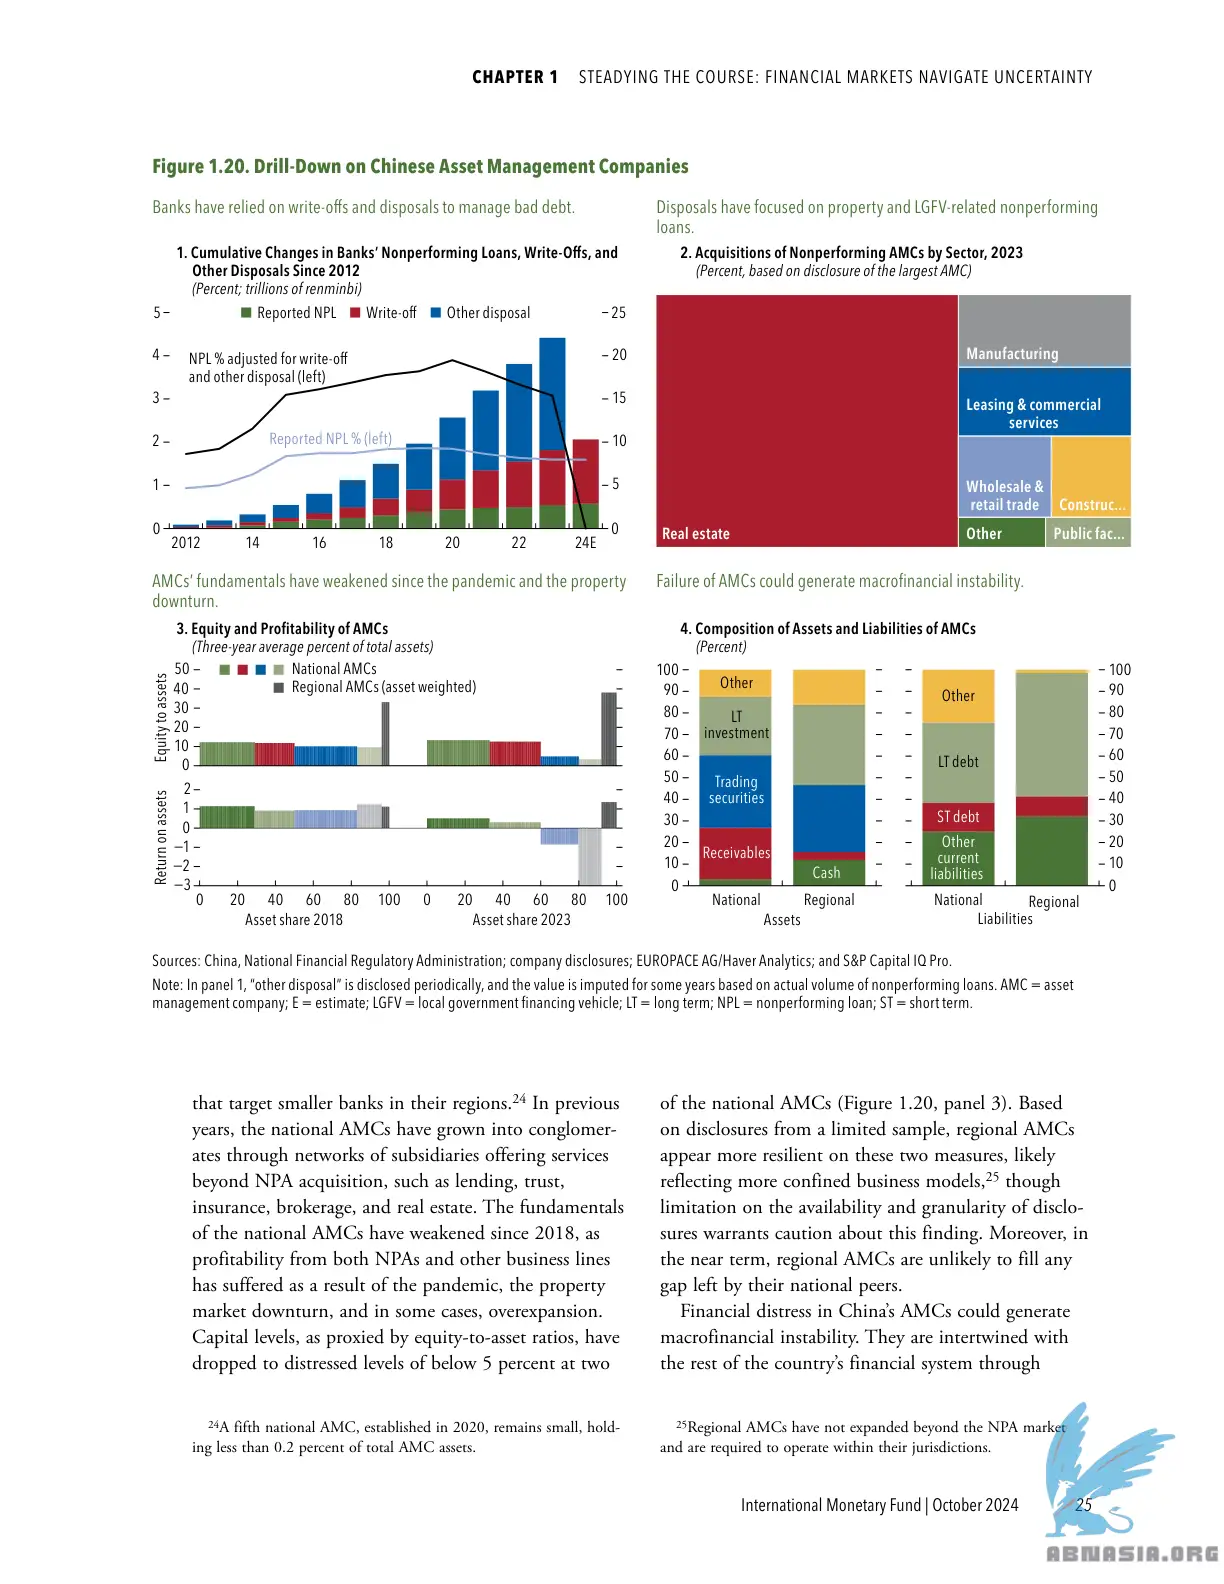 CHAPTER 1 STEADYING THE COURSE: FINANCIAL MARKETS NAVIGATE UNCERTAINTY
Figure 1.20. Drill-Down on Chinese Asset Management Companies
Banks have relied on write-offs and disposals to manage bad debt.
1. Cumulative Changes in Banks' Nonperforming Loans, Write-Offs, and
Other Disposals Since 2012
(Percent; trillions of renminbi)
5 – – 25
Reported NPL Write-off Other disposal
4 – – 20
NPL % adjusted for write-off
and other disposal (left)
3 – – 15
Reported NPL % (left)
2 – – 10
1 – – 5
0 0
2012 14 16 18 20 22 24E
Disposals have focused on property and LGFV-related nonperforming
loans.
2. Acquisitions of Nonperforming AMCs by Sector, 2023
(Percent, based on disclosure of the largest AMC)
Real estate
Manufacturing
Leasing & commercial
services
Wholesale &
retail trade
Construc...
Other
Public fac...
AMCs' fundamentals have weakened since the pandemic and the property
downturn.
3. Equity and Profitability of AMCs
(Three-year average percent of total assets)
National AMCs
Regional AMCs (asset weighted)
Equity to assets
50 –
40 –
30 –
20 –
10 –
0 –
Return on assets
2 –
1 –
0
–1 –
–2 –
–3
0 20 40 60 80 100 0 20 40 60 80 100
Asset share 2018 Asset share 2023
Failure of AMCs could generate macrofinancial instability.
4. Composition of Assets and Liabilities of AMCs
(Percent)
100 –
90 –
80 –
70 –
60 –
50 –
40 –
30 –
20 –
10 –
0
Other
LT
investment
Trading
securities
Receivables
Cash
Other
LT debt
ST debt
Other
current
liabilities
– 100
– 90
– 80
– 70
– 60
– 50
– 40
– 30
– 20
– 10
0
National Regional National Regional
Assets Liabilities
Sources: China, National Financial Regulatory Administration; company disclosures; EUROPACE AG/Haver Analytics; and S&P Capital IQ Pro.
Note: In panel 1, "other disposal" is disclosed periodically, and the value is imputed for some years based on actual volume of nonperforming loans. AMC = asset
management company; E = estimate; LGFV = local government financing vehicle; LT = long term; NPL = nonperforming loan; ST = short term.
that target smaller banks in their regions.24 In previous
years, the national AMCs have grown into conglomer-
ates through networks of subsidiaries offering services
beyond NPA acquisition, such as lending, trust,
insurance, brokerage, and real estate. The fundamentals
of the national AMCs have weakened since 2018, as
profitability from both NPAs and other business lines
has suffered as a result of the pandemic, the property
market downturn, and in some cases, overexpansion.
Capital levels, as proxied by equity-to-asset ratios, have
dropped to distressed levels of below 5 percent at two
24A fifth national AMC, established in 2020, remains small, hold-
ing less than 0.2 percent of total AMC assets.
of the national AMCs (Figure 1.20, panel 3). Based
on disclosures from a limited sample, regional AMCs
appear more resilient on these two measures, likely
reflecting more confined business models,25 though
limitation on the availability and granularity of disclo-
sures warrants caution about this finding. Moreover, in
the near term, regional AMCs are unlikely to fill any
gap left by their national peers.
Financial distress in China's AMCs could generate
macrofinancial instability. They are intertwined with
the rest of the country's financial system through
25Regional AMCs have not expanded beyond the NPA market
and are required to operate within their jurisdictions.
International Monetary Fund | October 2024 25
ABNASIA.ORG